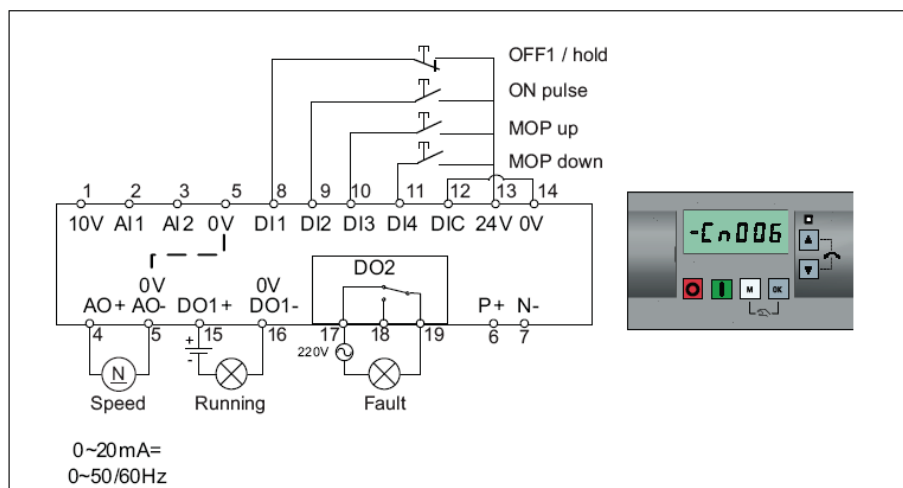 OFF1 / hold
ON pulse
MOP up
MOP down
1 2 3 5 8 9 10 11 12 13 14
10V AI1 AI2 0V DI1 DI2 DI3 DI4 DIC 24V 0V
-Cn006
M OK
0V 0V DO2
AO+ AO- DO1+ DO1- P+ N-
4 5 15 16 17 18 19 6 7
+
-
220V
N
Speed Running Fault
0~20mA=
0~50/60Hz